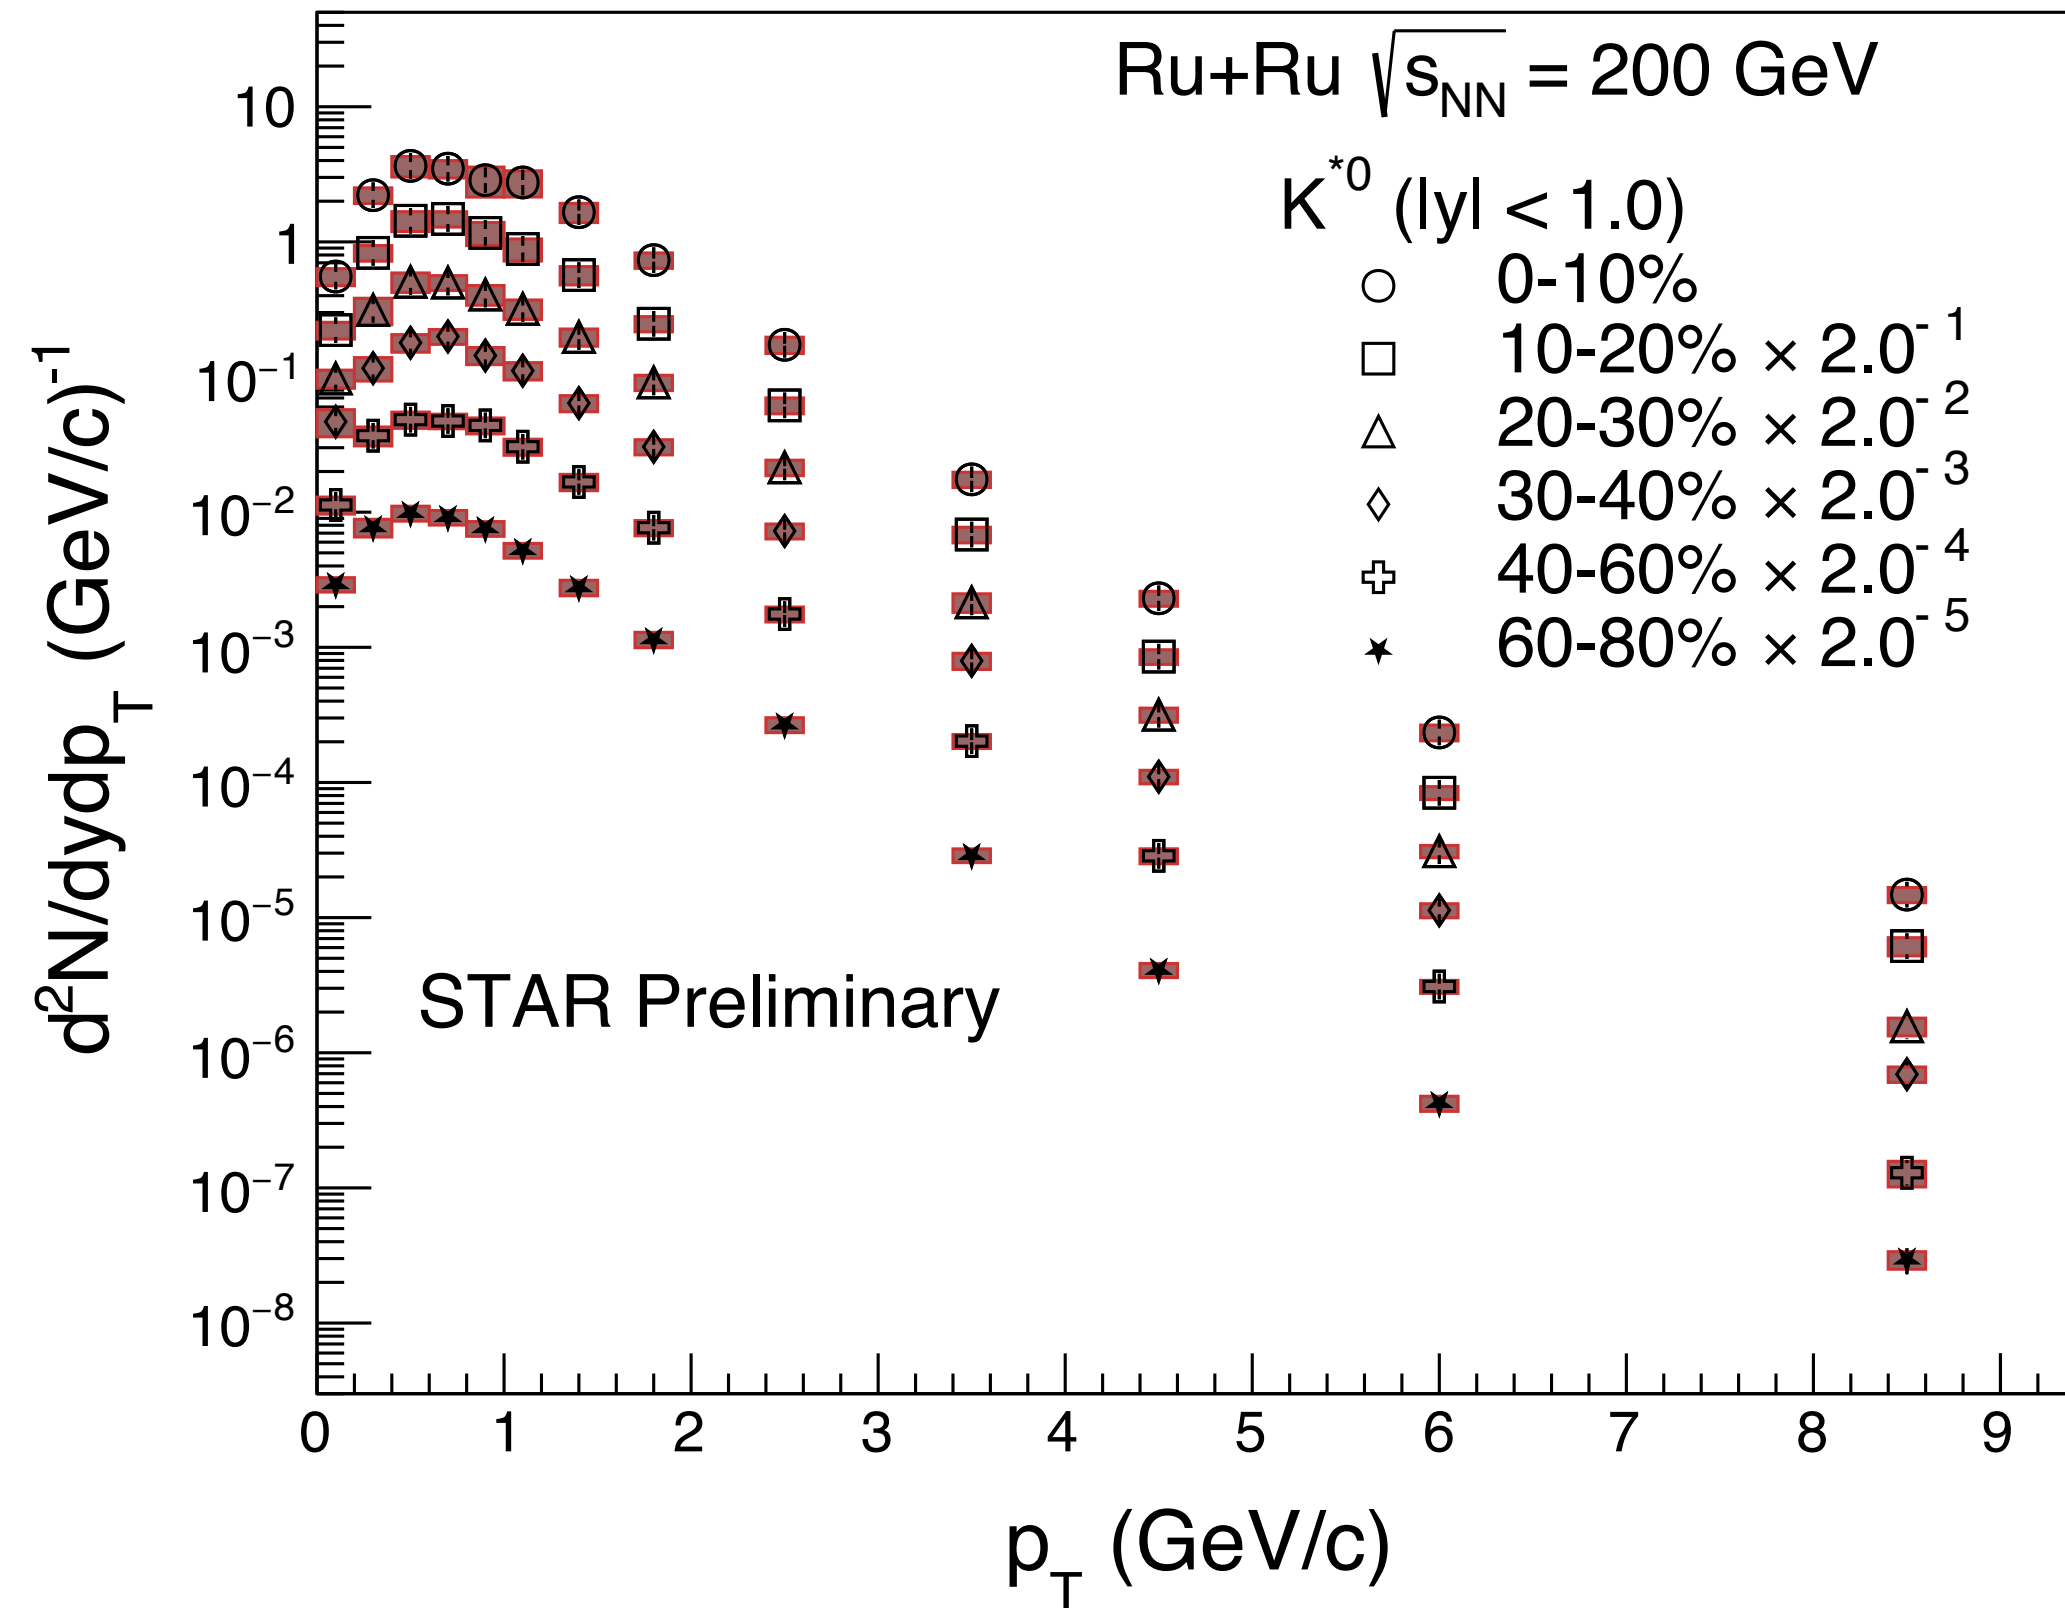 Ru+Ru √sNN = 200 GeV
K*0 (|y| < 1.0)
0-10%
10-20% × 2.0-1
20-30% × 2.0-2
30-40% × 2.0-3
40-60% × 2.0-4
60-80% × 2.0-5
STAR Preliminary
d2N/dydpT (GeV/c)-1
10
1
10−1
10−2
10−3
10−4
10−5
10−6
10−7
10−8
0 1 2 3 4 5 6 7 8 9
pT (GeV/c)